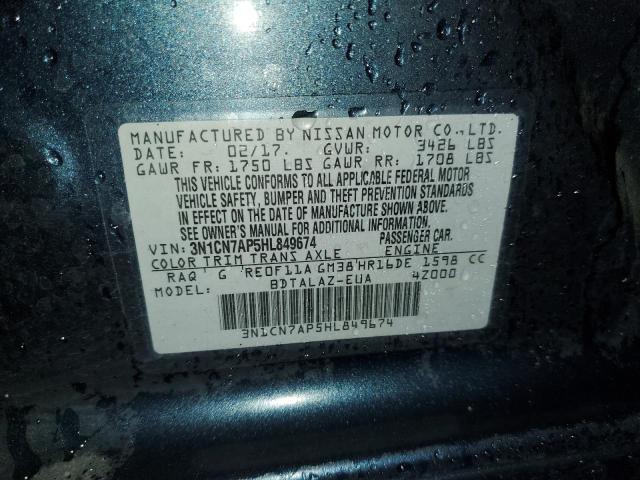 MANUFACTURED BY NISSAN MOTOR CO.,LTD.
DATE: 02/17. GVWR: 3426 LBS
GAWR FR: 1750 LBS GAWR RR: 1708 LBS
THIS VEHICLE CONFORMS TO ALL APPLICABLE FEDERAL MOTOR
VEHICLE SAFETY, BUMPER AND THEFT PREVENTION STANDARDS
IN EFFECT ON THE DATE OF MANUFACTURE SHOWN ABOVE.
SEE OWNER'S MANUAL FOR ADDITIONAL INFORMATION.
VIN: 3N1CN7AP5HL849674 PASSENGER CAR.
COLOR TRIM TRANS AXLE ENGINE
RAQ ' G 'RE0F11A GM38'HR16DE 1598 CC
MODEL: BDTALAZ-EUA 4Z000
3N1CN7AP5HL849674